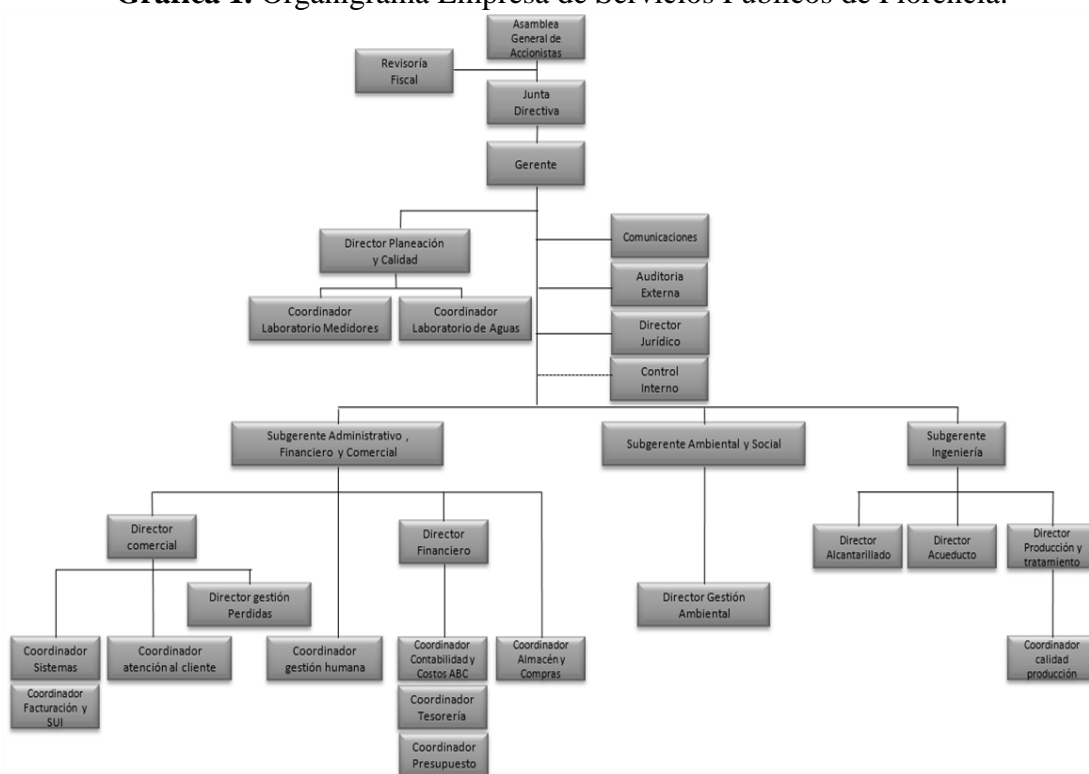 Gráfica 1. Organigrama Empresa de Servicios Públicos de Florencia.
Asamblea
General de
Accionistas
Revisoría
Fiscal
Junta
Directiva
Gerente
Director Planeación
y Calidad
Coordinador
Laboratorio Medidores
Coordinador
Laboratorio de Aguas
Comunicaciones
Auditoria
Externa
Director
Jurídico
Control
Interno
Subgerente Administrativo ,
Financiero y Comercial
Subgerente Ambiental y Social
Subgerente
Ingeniería
Director
comercial
Director
Financiero
Director
Alcantarillado
Director
Acueducto
Director
Producción y
tratamiento
Director gestión
Perdidas
Director Gestión
Ambiental
Coordinador
Sistemas
Coordinador
atención al cliente
Coordinador
gestión humana
Coordinador
Contabilidad y
Costos ABC
Coordinador
Almacén y
Compras
Coordinador
calidad
producción
Coordinador
Facturación y
SUI
Coordinador
Tesorería
Coordinador
Presupuesto